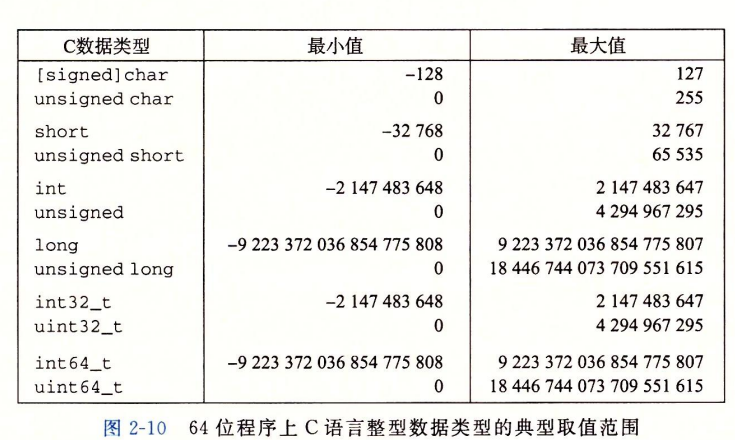 C数据类型 最小值 最大值
[signed]char −128 127
unsigned char 0 255
short −32 768 32 767
unsigned short 0 65 535
int −2 147 483 648 2 147 483 647
unsigned 0 4 294 967 295
long −9 223 372 036 854 775 808 9 223 372 036 854 775 807
unsigned long 0 18 446 744 073 709 551 615
int32_t −2 147 483 648 2 147 483 647
uint32_t 0 4 294 967 295
int64_t −9 223 372 036 854 775 808 9 223 372 036 854 775 807
uint64_t 0 18 446 744 073 709 551 615
图 2-10 64 位程序上 C 语言整型数据类型的典型取值范围